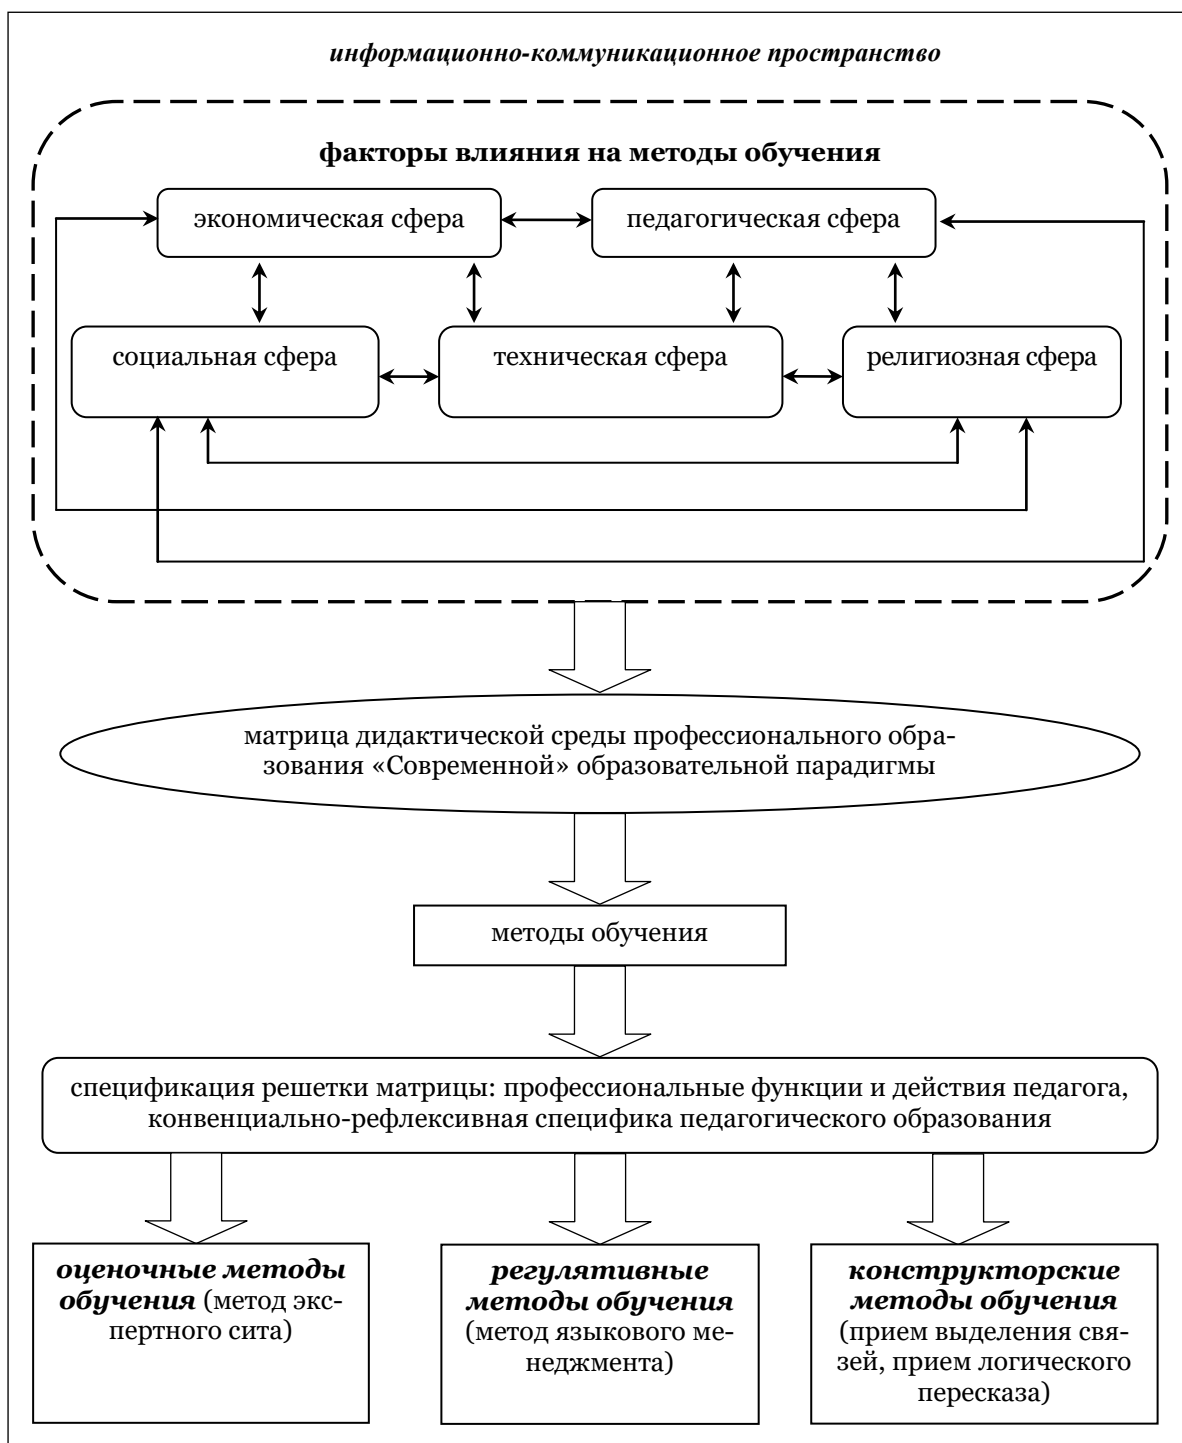 информационно-коммуникационное пространство
факторы влияния на методы обучения
экономическая сфера
педагогическая сфера
социальная сфера
техническая сфера
религиозная сфера
матрица дидактической среды профессионального обра-
зования «Современной» образовательной парадигмы
методы обучения
спецификация решетки матрицы: профессиональные функции и действия педагога,
конвенциально-рефлексивная специфика педагогического образования
оценочные методы
обучения (метод экс-
пертного сита)
регулятивные
методы обучения
(метод языкового ме-
неджмента)
конструкторские
методы обучения
(прием выделения свя-
зей, прием логического
пересказа)